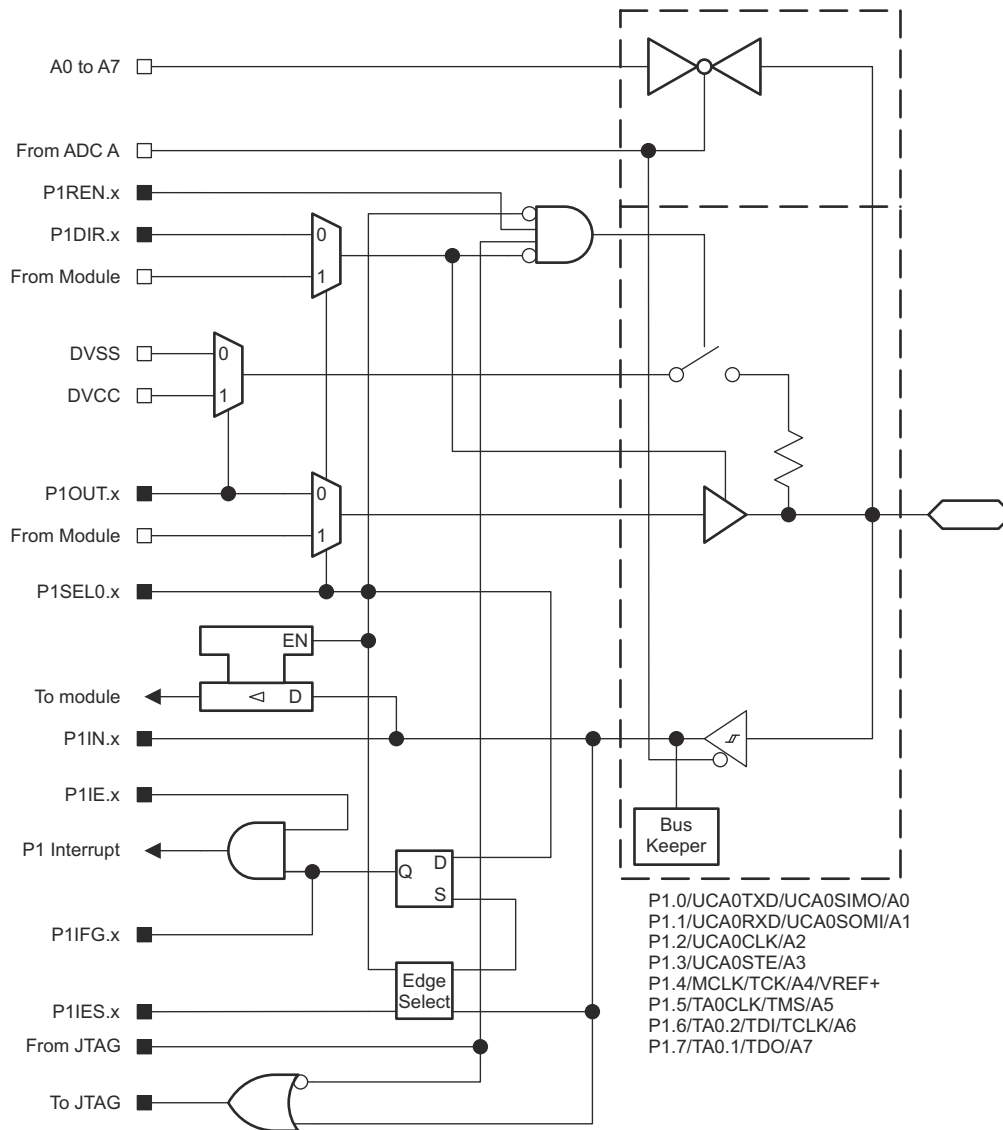 A0 to A7
From ADC A
P1REN.x
P1DIR.x
0
From Module
1
DVSS
0
DVCC
1
P1OUT.x
0
From Module
1
P1SEL0.x
EN
To module
D
P1IN.x
P1IE.x
Bus
Keeper
P1 Interrupt
Q
D
S
P1IFG.x
Edge
Select
P1IES.x
From JTAG
To JTAG
P1.0/UCA0TXD/UCA0SIMO/A0
P1.1/UCA0RXD/UCA0SOMI/A1
P1.2/UCA0CLK/A2
P1.3/UCA0STE/A3
P1.4/MCLK/TCK/A4/VREF+
P1.5/TA0CLK/TMS/A5
P1.6/TA0.2/TDI/TCLK/A6
P1.7/TA0.1/TDO/A7